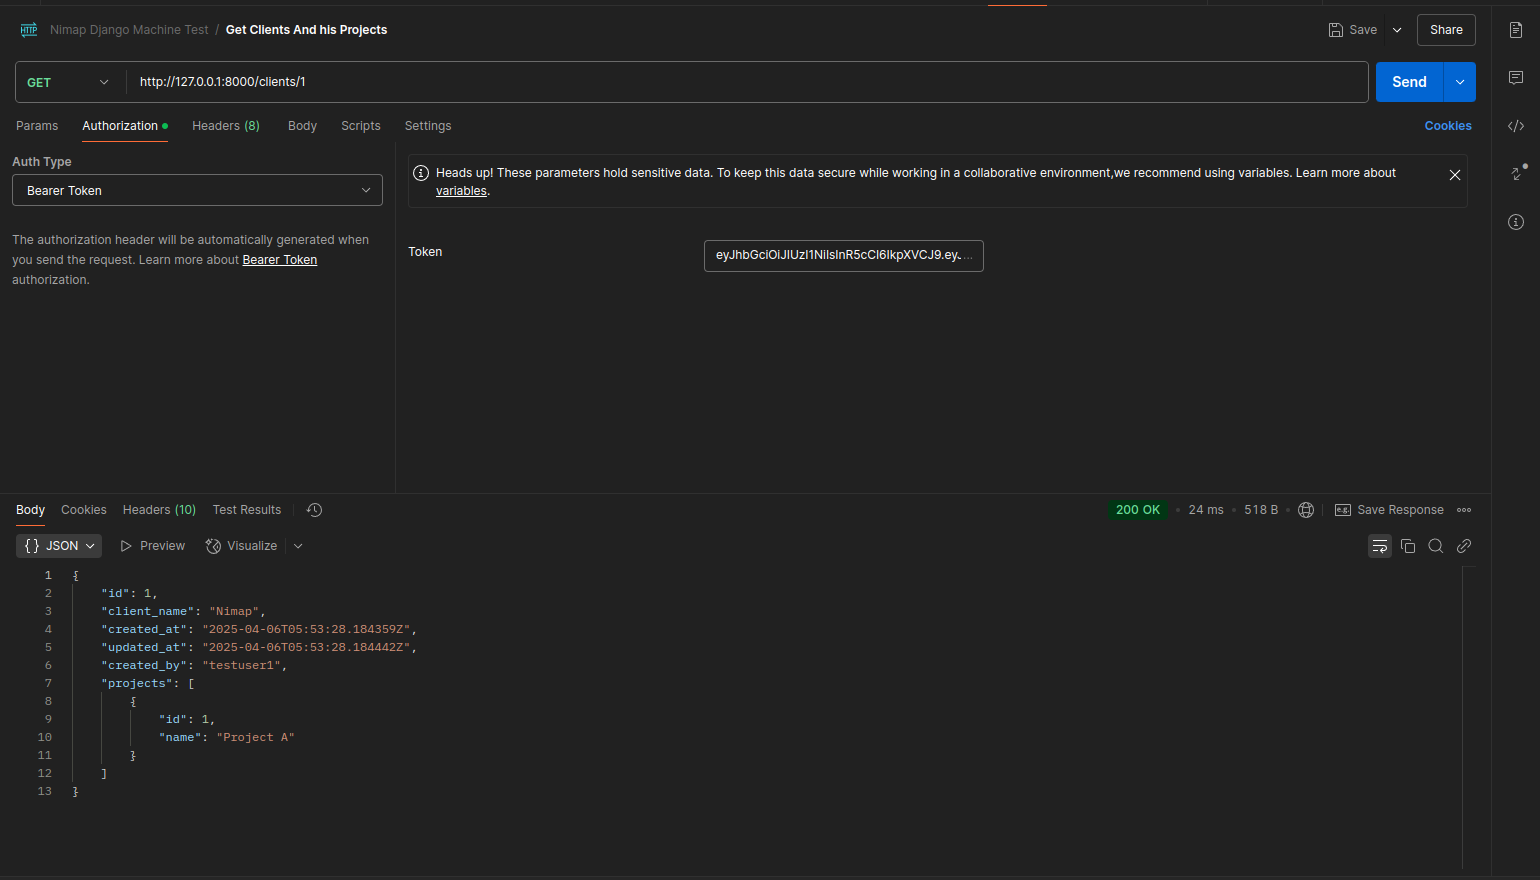 HTTP Nimap Django Machine Test / Get Clients And his Projects Save Share
GET http://127.0.0.1:8000/clients/1 Send
Params Authorization Headers (8) Body Scripts Settings Cookies
Auth Type
Bearer Token
The authorization header will be automatically generated when
you send the request. Learn more about Bearer Token
authorization.
Heads up! These parameters hold sensitive data. To keep this data secure while working in a collaborative environment,we recommend using variables. Learn more about
variables.
Token eyJhbGciOiJIUzI1NiIsInR5cCI6IkpXVCJ9.eyJ...
Body Cookies Headers (10) Test Results 200 OK • 24 ms • 518 B • e.g. Save Response
{} JSON Preview Visualize
1 {
2 "id": 1,
3 "client_name": "Nimap",
4 "created_at": "2025-04-06T05:53:28.184359Z",
5 "updated_at": "2025-04-06T05:53:28.184442Z",
6 "created_by": "testuser1",
7 "projects": [
8 {
9 "id": 1,
10 "name": "Project A"
11 }
12 ]
13 }